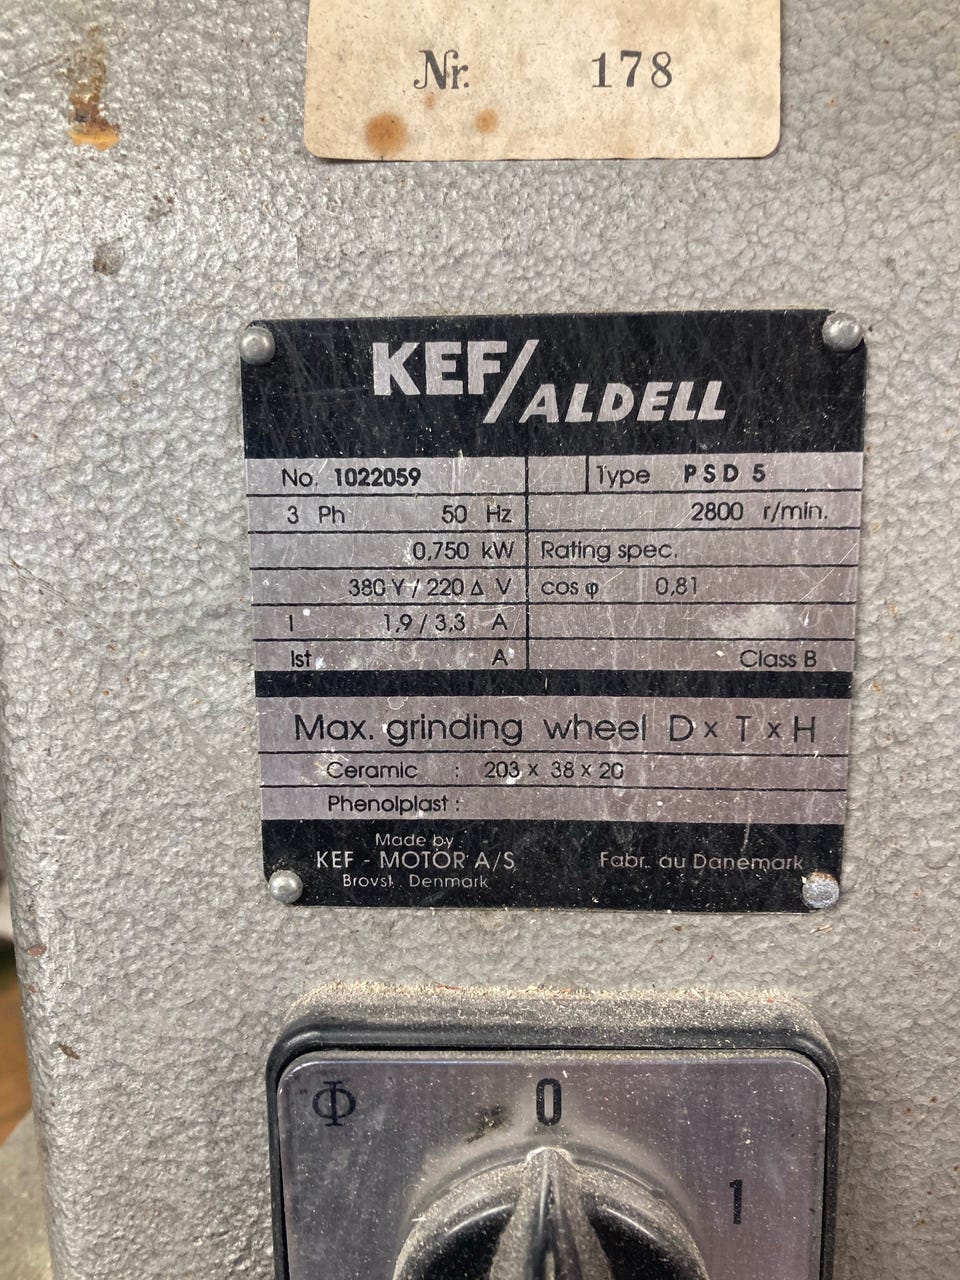 Nr. 178
KEF/ALDELL
No. 1022059 Type PSD 5
3 Ph 50 Hz 2800 r/min.
0,750 kW Rating spec.
380 Y / 220 Δ V cos φ 0,81
I 1,9 / 3,3 A
Ist A Class B
Max. grinding wheel D x T x H
Ceramic : 203 x 38 x 20
Phenolplast :
Made by
KEF - MOTOR A/S Fabr. au Danemark
Brovst Denmark
0
1